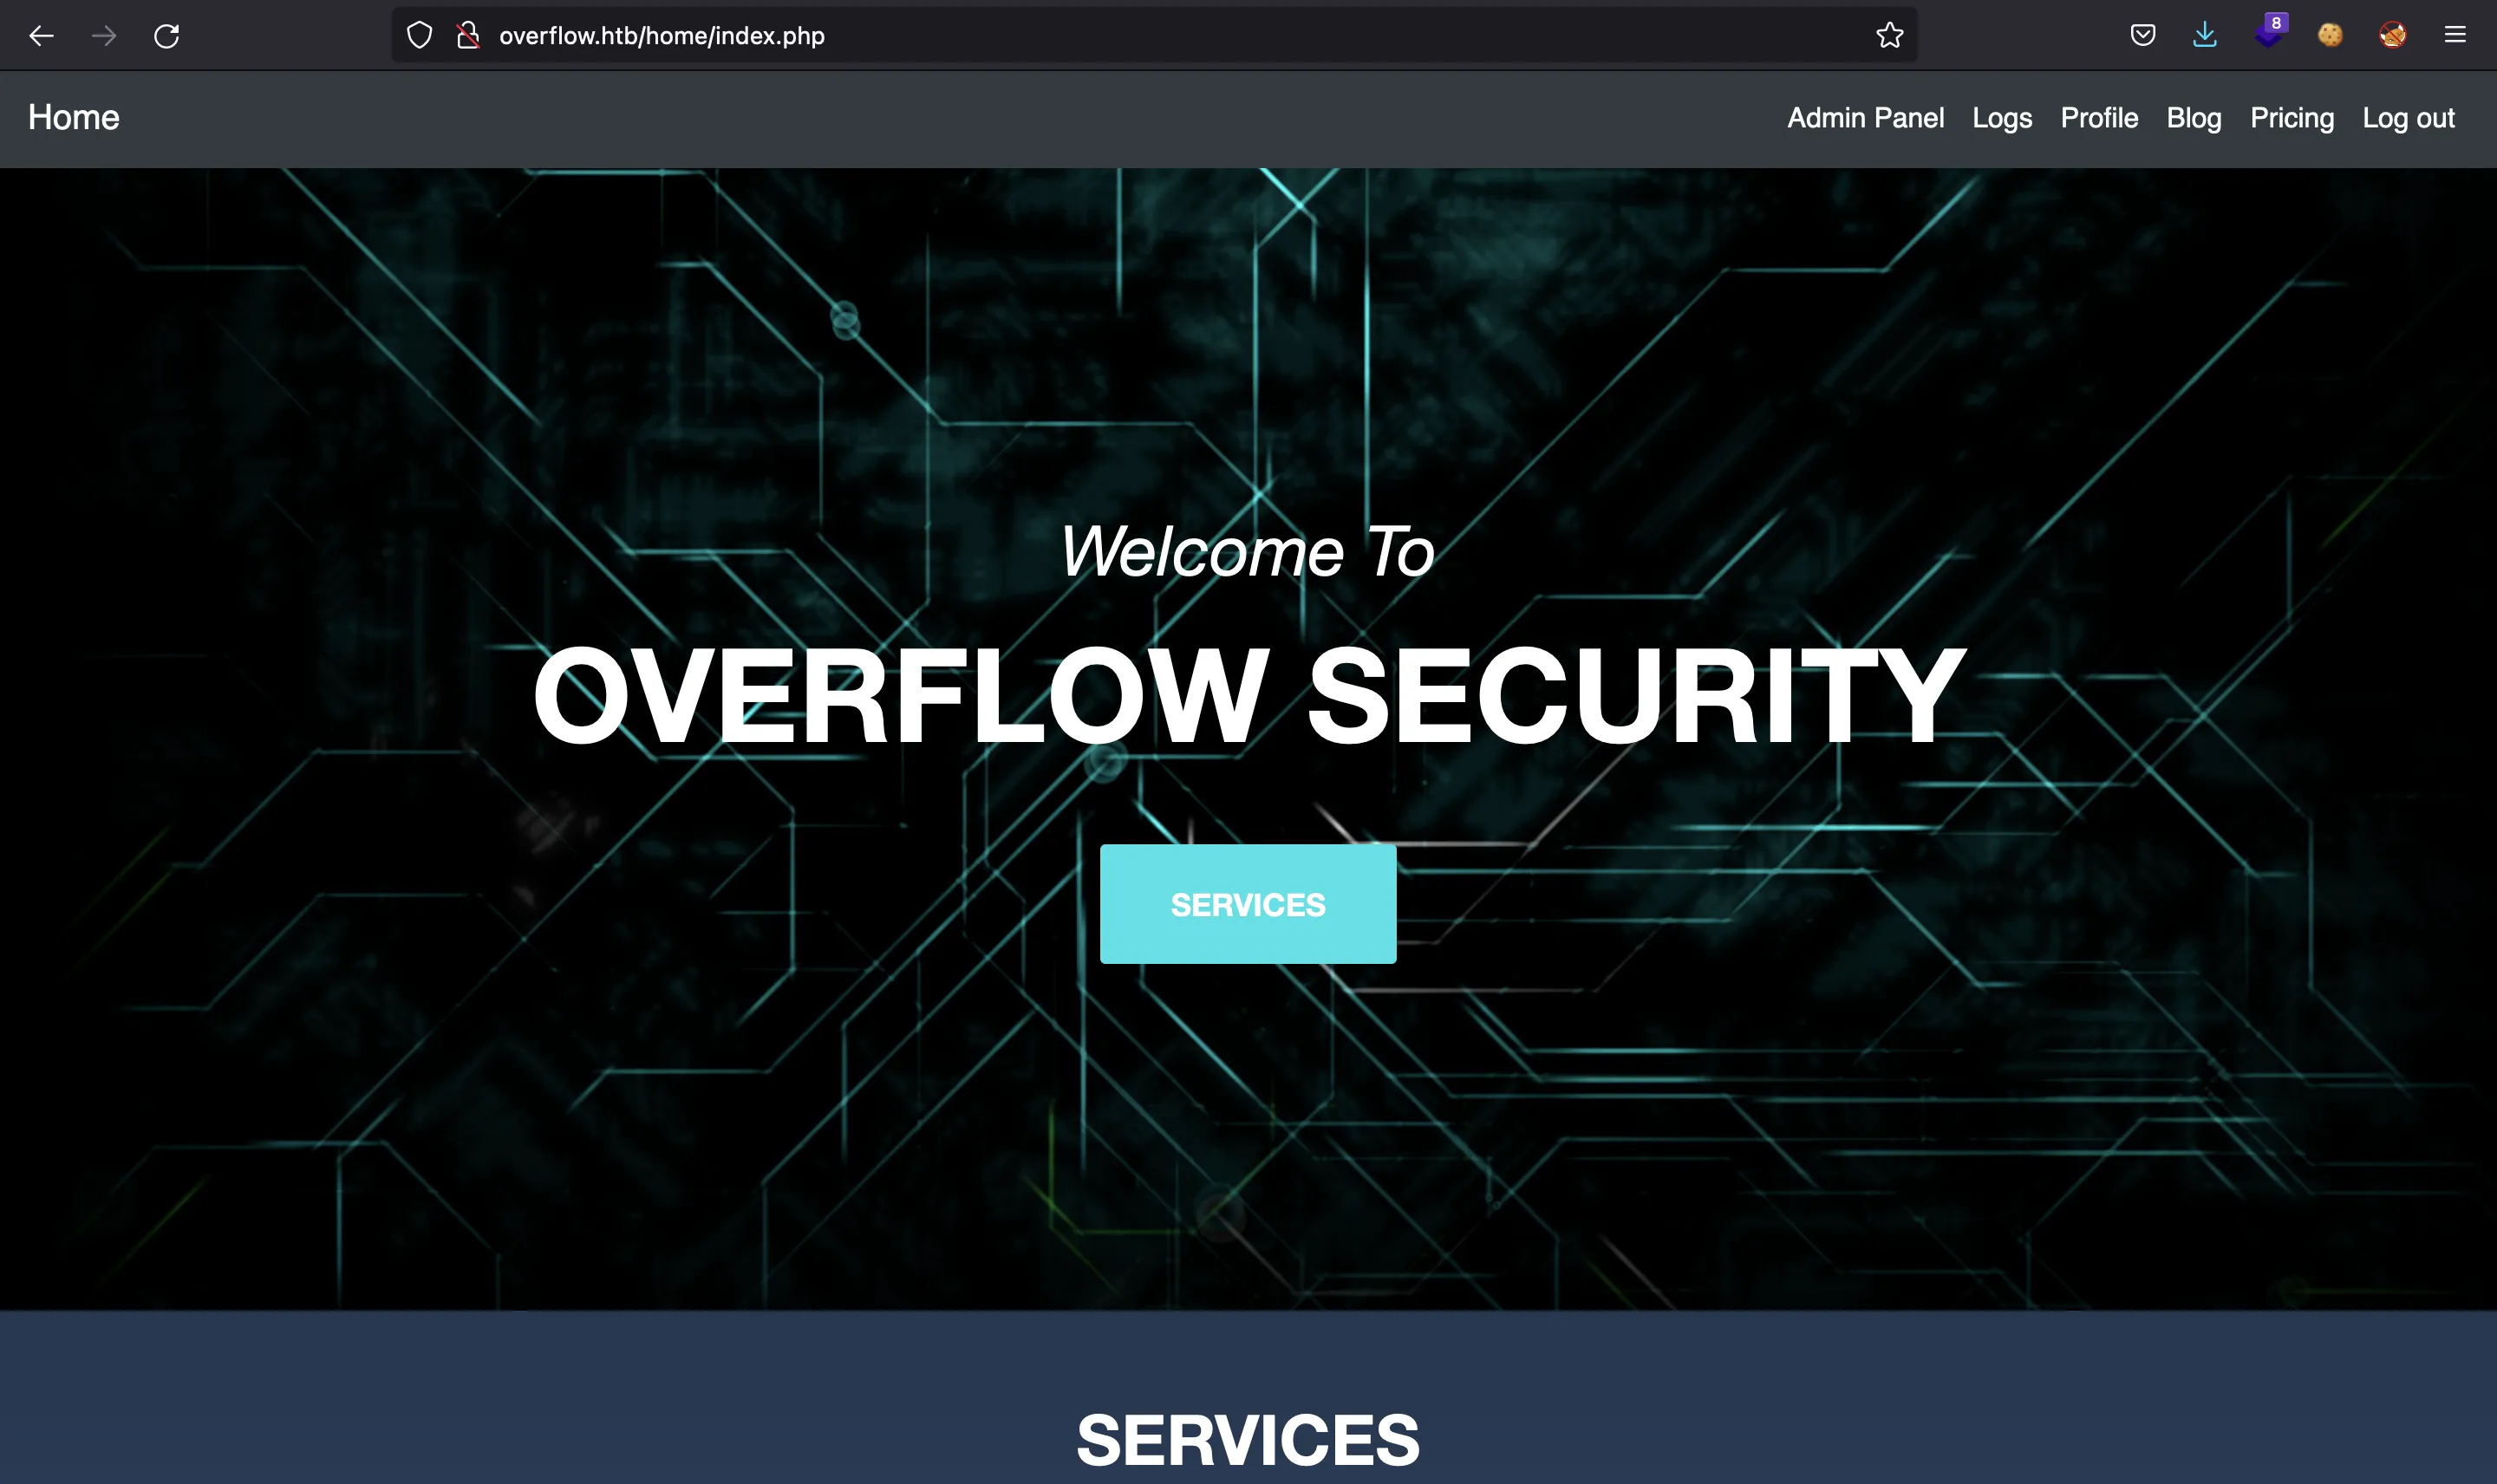 overflow.htb/home/index.php
8
Home
Admin Panel Logs Profile Blog Pricing Log out
Welcome To
OVERFLOW SECURITY
SERVICES
SERVICES